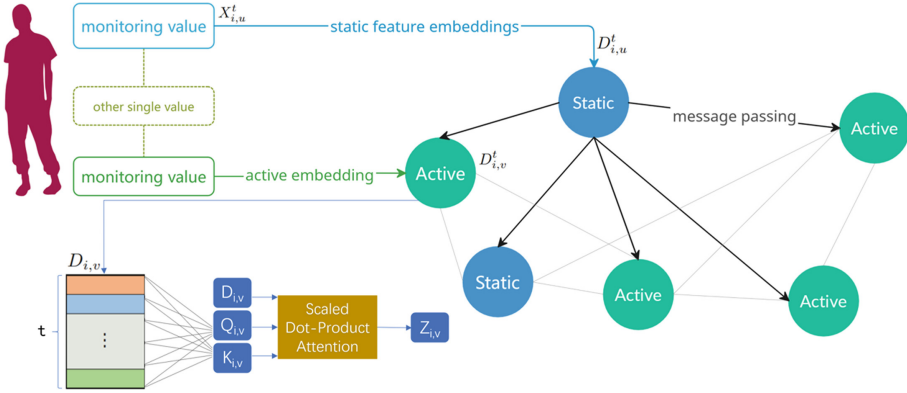 monitoring value
X^t_{i,u}
static feature embeddings
D^t_{i,u}
other single value
Static
message passing
Active
monitoring value
active embedding
Active
D^t_{i,v}
Static
Active
Active
D_{i,v}
t
⋮
D_{i,v}
Q_{i,v}
K_{i,v}
Scaled
Dot-Product
Attention
Z_{i,v}